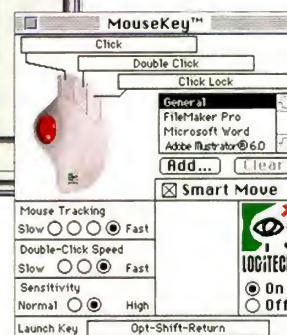 MouseKey™
Click
Double Click
Click Lock
General
FileMaker Pro
Microsoft Word
Adobe Illustrator® 6.0
Add...
Clear
Smart Move
Mouse Tracking
Slow Fast
Double-Click Speed
Slow Fast
Sensitivity
Normal High
LOGITECH
On
Off
Launch Key Opt-Shift-Return